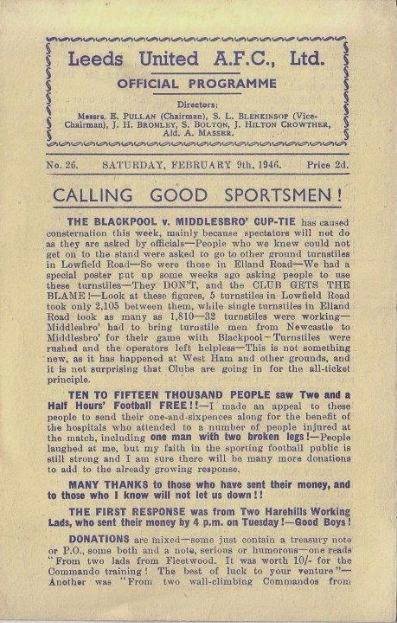 Leeds United A.F.C., Ltd.
OFFICIAL PROGRAMME
Directors:
Messrs. E. PULLAN (Chairman), S. L. BLENKINSOP (Vice-
Chairman), J. H. BROMLEY, S. BOLTON, J. HILTON CROWTHER,
Ald. A. MASSER.
No. 26. SATURDAY, FEBRUARY 9th, 1946. Price 2d.
CALLING GOOD SPORTSMEN!
THE BLACKPOOL v. MIDDLESBRO' CUP-TIE has caused
consternation this week, mainly because spectators will not do
as they are asked by officials—People who we knew could not
get on to the stand were asked to go to other ground turnstiles
in Lowfield Road—So were those in Elland Road—We had a
special poster put up some weeks ago asking people to use
these turnstiles—They DON'T, and the CLUB GETS THE
BLAME!—Look at these figures, 5 turnstiles in Lowfield Road
took only 2,105 between them, while single turnstiles in Elland
Road took as many as 1,810—32 turnstiles were working—
Middlesbro' had to bring turnstile men from Newcastle to
Middlesbro' for their game with Blackpool—Turnstiles were
rushed and the operators left helpless—This is not something
new, as it has happened at West Ham and other grounds, and
it is not surprising that Clubs are going in for the all-ticket
principle.
TEN TO FIFTEEN THOUSAND PEOPLE saw Two and a
Half Hours' Football FREE!!—I made an appeal to these
people to send their one-and-sixpences along for the benefit of
the hospitals who attended to a number of people injured at
the match, including one man with two broken legs!—People
laughed at me, but my faith in the sporting football public is
still strong and I am sure there will be many more donations
to add to the already growing response.
MANY THANKS to those who have sent their money, and
to those who I know will not let us down!!
THE FIRST RESPONSE was from Two Harehills Working
Lads, who sent their money by 4 p.m. on Tuesday!—Good Boys!
DONATIONS are mixed—some just contain a treasury note
or P.O., some both and a note, serious or humorous—one reads
"From two lads from Fleetwood. It was worth 10/- for the
Commando training! The best of luck to your venture"—
Another was "From two wall-climbing Commandos from